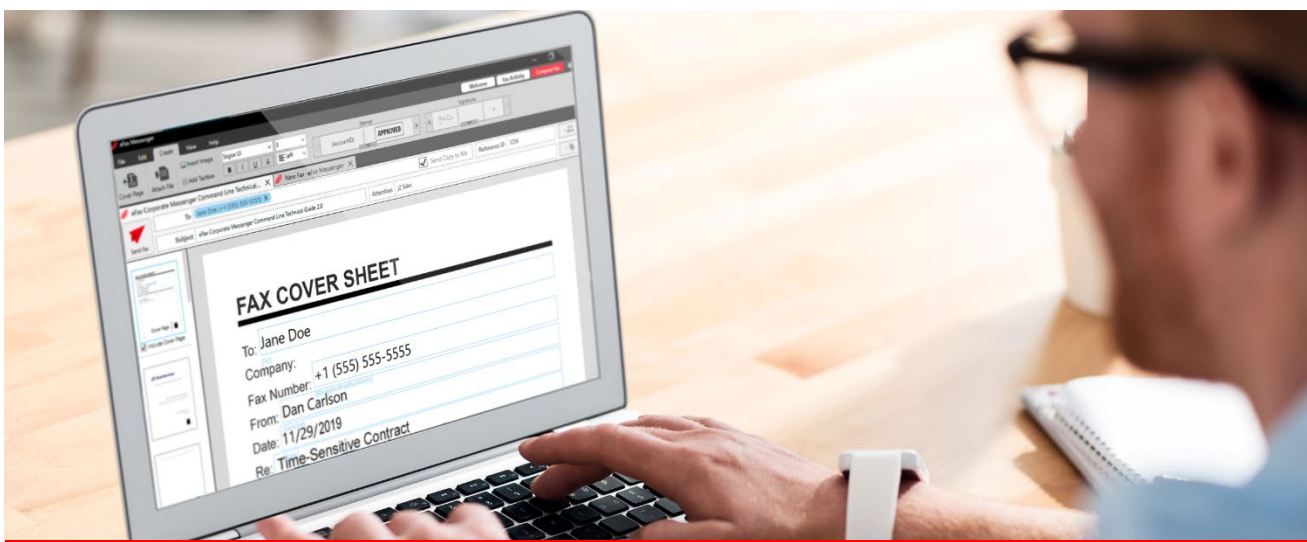 eFax Messenger
File Edit Create View Help
Welcome Fax Activity Compose Fax
Cover Page Attach File Insert Image Add Textbox
Segoe UI
B I U S Left
Stamps
{AccountID} APPROVED
Signatures
eFax Corporate Messenger Command Line Technical... X New Fax - eFax Messenger X
Send Copy to File Reference ID 1234
Send Fax
To Jane Doe (+1 (555) 555-5555) X
Subject eFax Corporate Messenger Command Line Technical Guide 2.0
Attention J2 Sales
Cover Page
Include Cover Page
FAX COVER SHEET
To: Jane Doe
Company:
Fax Number: +1 (555) 555-5555
From: Dan Carlson
Date: 11/29/2019
Re: Time-Sensitive Contract